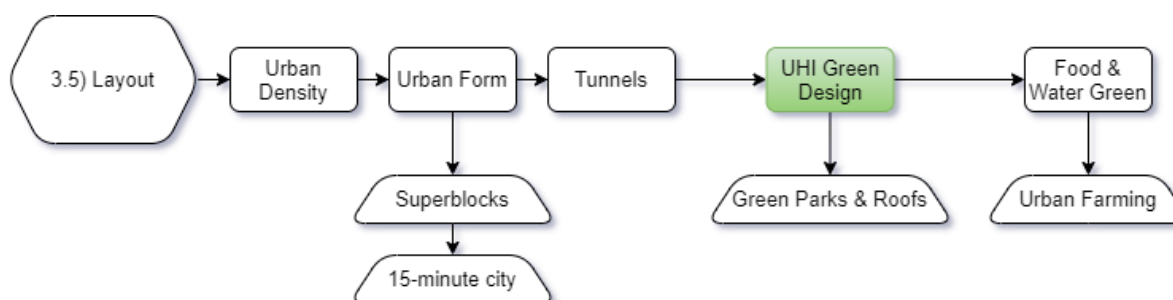 3.5) Layout
Urban
Density
Urban Form
Tunnels
UHI Green
Design
Food &
Water Green
Superblocks
Green Parks & Roofs
Urban Farming
15-minute city